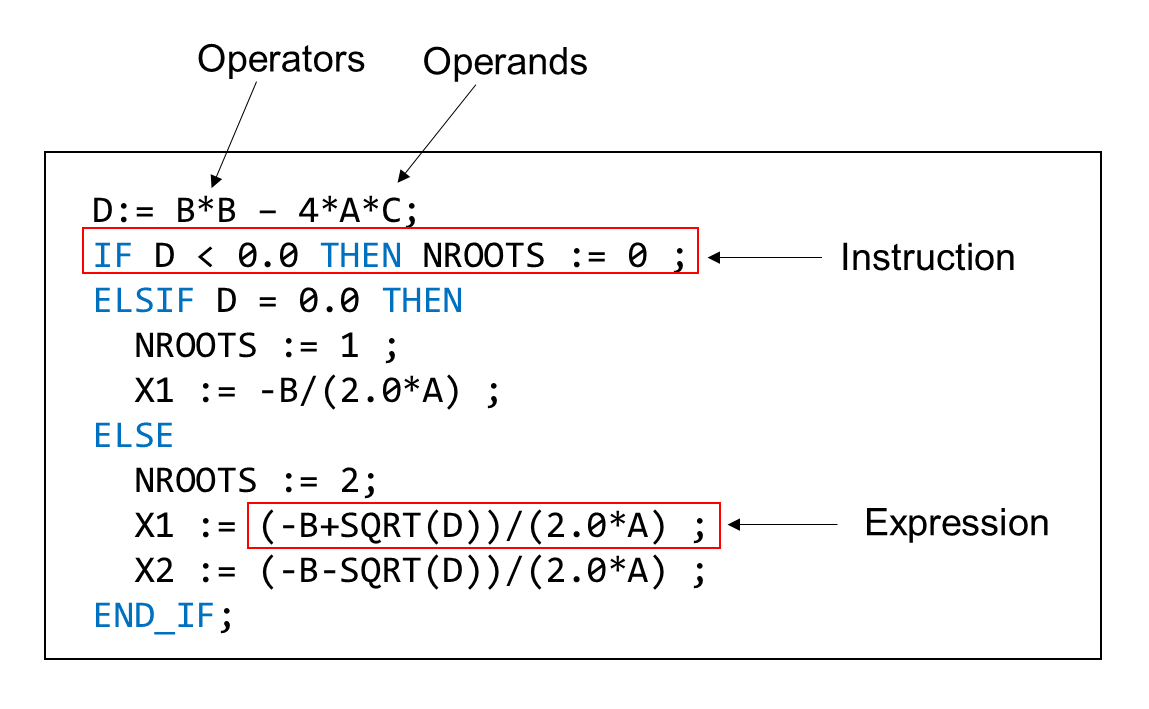 Operators
Operands
D:= B*B – 4*A*C;
IF D < 0.0 THEN NROOTS := 0 ;
Instruction
ELSIF D = 0.0 THEN
NROOTS := 1 ;
X1 := -B/(2.0*A) ;
ELSE
NROOTS := 2;
X1 := (-B+SQRT(D))/(2.0*A) ;
Expression
X2 := (-B-SQRT(D))/(2.0*A) ;
END_IF;